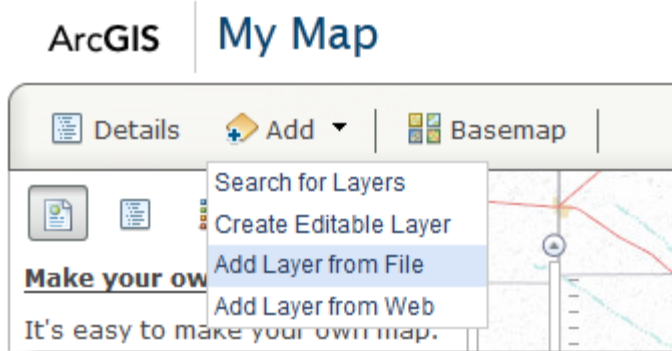 ArcGIS My Map
Details Add Basemap
Search for Layers
Create Editable Layer
Add Layer from File
Add Layer from Web
Make your ow
It's easy to make your own map.